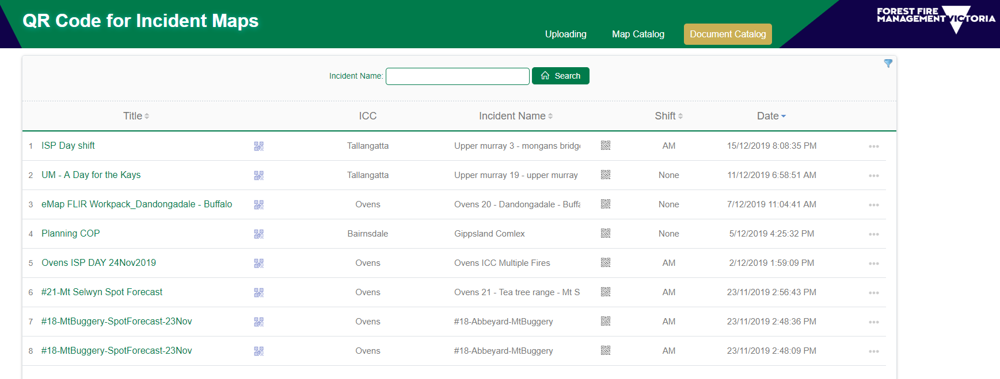 QR Code for Incident Maps
FOREST FIRE
MANAGEMENT VICTORIA
Uploading Map Catalog Document Catalog
Incident Name: Search
Title ICC Incident Name Shift Date
1 ISP Day shift Tallangatta Upper murray 3 - mongans bridge AM 15/12/2019 8:08:35 PM
2 UM - A Day for the Kays Tallangatta Upper murray 19 - upper murray None 11/12/2019 6:58:51 AM
3 eMap FLIR Workpack_Dandongadale - Buffalo Ovens Ovens 20 - Dandongadale - Buffa None 7/12/2019 11:04:41 AM
4 Planning COP Bairnsdale Gippsland Comlex None 5/12/2019 4:25:32 PM
5 Ovens ISP DAY 24Nov2019 Ovens Ovens ICC Multiple Fires AM 2/12/2019 1:59:09 PM
6 #21-Mt Selwyn Spot Forecast Ovens Ovens 21 - Tea tree range - Mt S AM 23/11/2019 2:56:43 PM
7 #18-MtBuggery-SpotForecast-23Nov Ovens #18-Abbeyard-MtBuggery AM 23/11/2019 2:48:36 PM
8 #18-MtBuggery-SpotForecast-23Nov Ovens #18-Abbeyard-MtBuggery AM 23/11/2019 2:48:09 PM